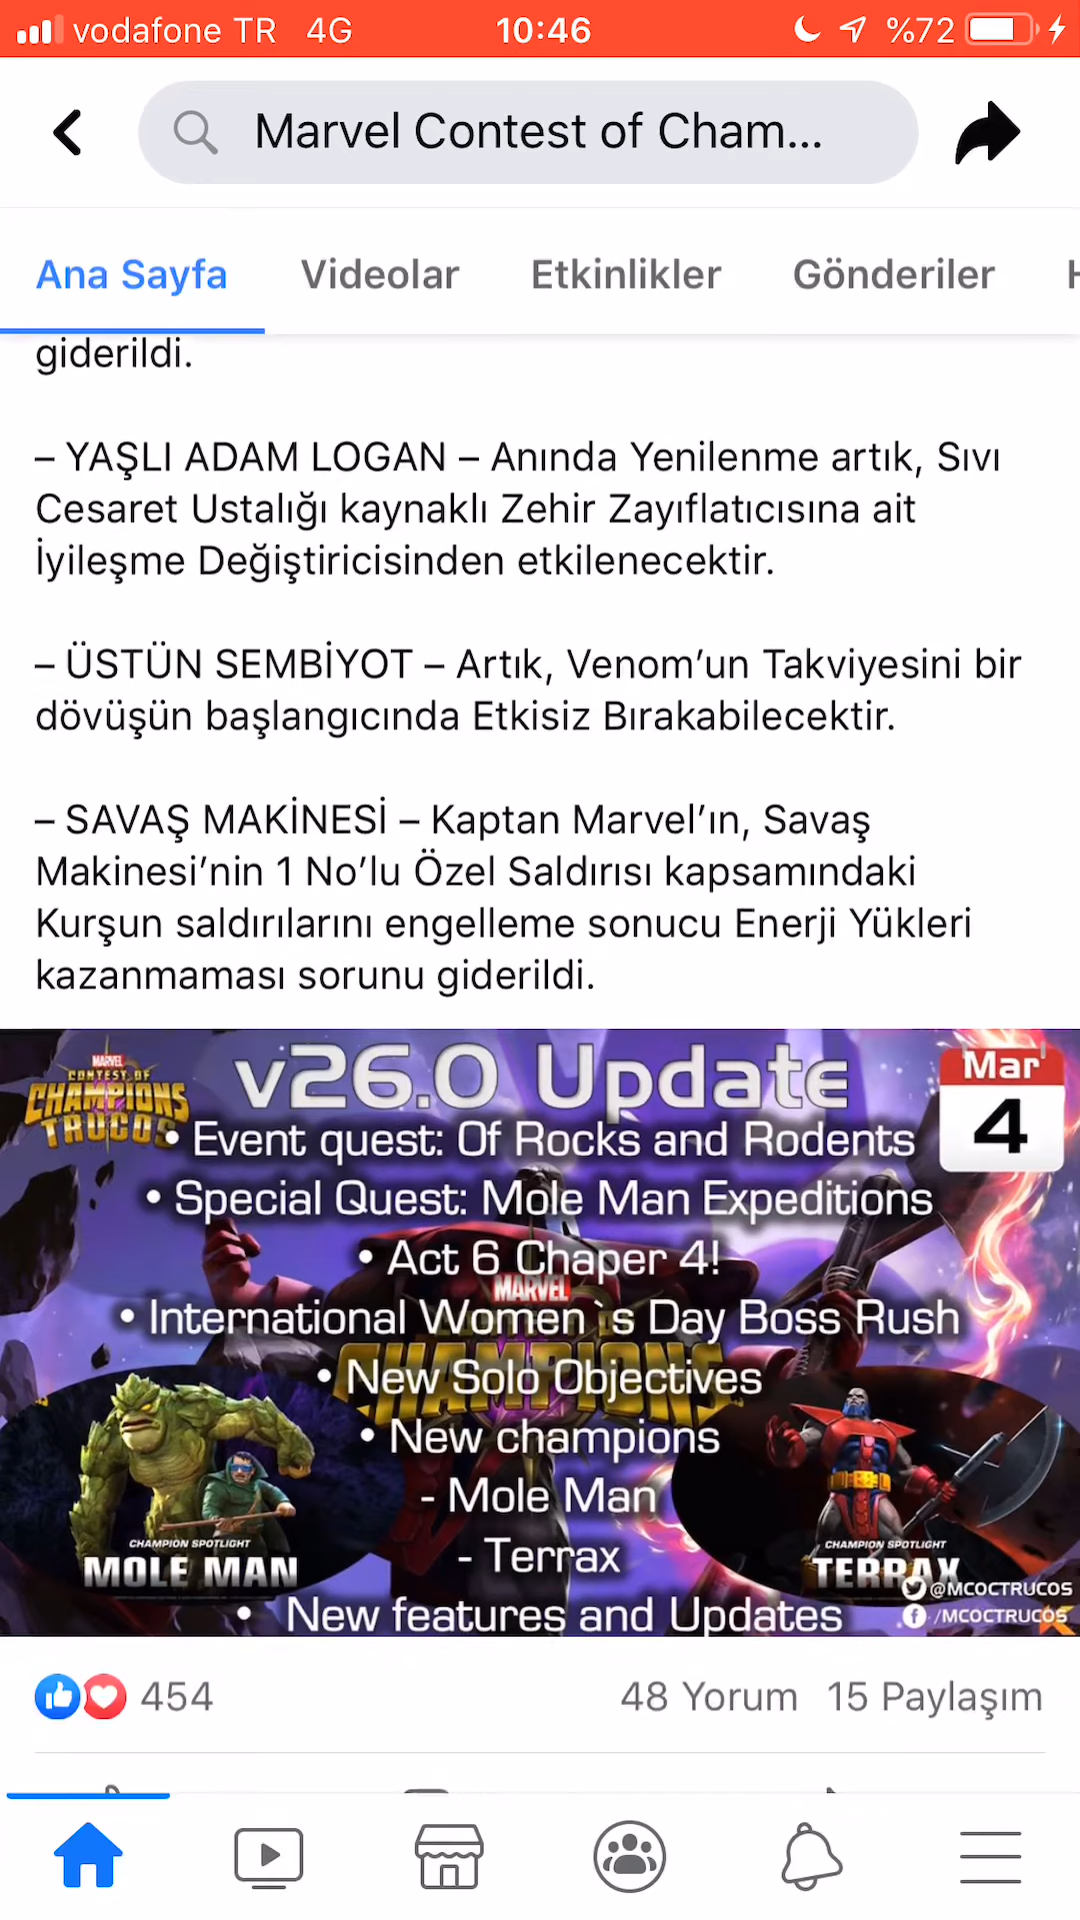 vodafone TR 4G 10:46 %72
Marvel Contest of Cham...
Ana Sayfa Videolar Etkinlikler Gönderiler
giderildi.
– YAŞLI ADAM LOGAN – Anında Yenilenme artık, Sıvı
Cesaret Ustalığı kaynaklı Zehir Zayıflatıcısına ait
İyileşme Değiştiricisinden etkilenecektir.
– ÜSTÜN SEMBİYOT – Artık, Venom’un Takviyesini bir
dövüşün başlangıcında Etkisiz Bırakabilecektir.
– SAVAŞ MAKİNESİ – Kaptan Marvel’ın, Savaş
Makinesi’nin 1 No’lu Özel Saldırısı kapsamındaki
Kurşun saldırılarını engelleme sonucu Enerji Yükleri
kazanmaması sorunu giderildi.
MARVEL
CONTEST OF
CHAMPIONS
TRUCOS
v26.0 Update
Mar
4
• Event quest: Of Rocks and Rodents
• Special Quest: Mole Man Expeditions
• Act 6 Chaper 4!
MARVEL
• International Women`s Day Boss Rush
CHAMPIONS
• New Solo Objectives
• New champions
- Mole Man
- Terrax
• New features and Updates
CHAMPION SPOTLIGHT
MOLE MAN
CHAMPION SPOTLIGHT
TERRAX
@MCOCTRUCOS
/MCOCTRUCOS
454 48 Yorum 15 Paylaşım